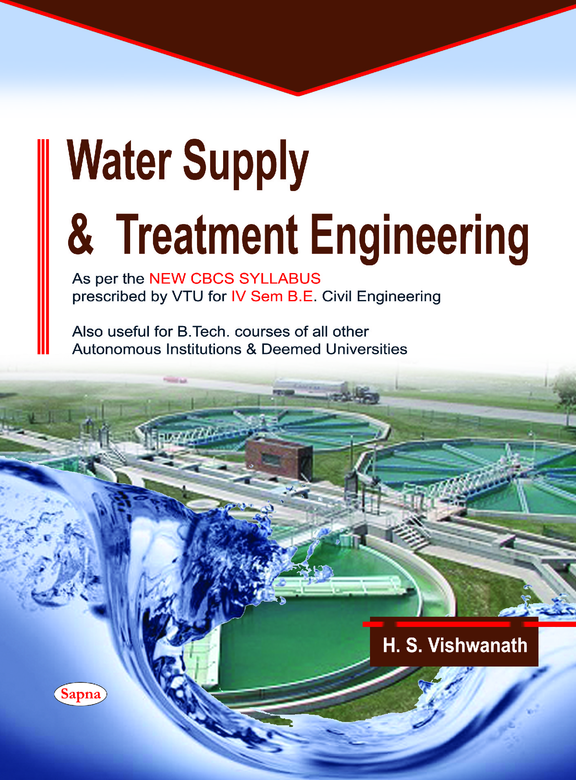 Water Supply
& Treatment Engineering
As per the NEW CBCS SYLLABUS
prescribed by VTU for IV Sem B.E. Civil Engineering
Also useful for B.Tech. courses of all other
Autonomous Institutions & Deemed Universities
H. S. Vishwanath
Sapna